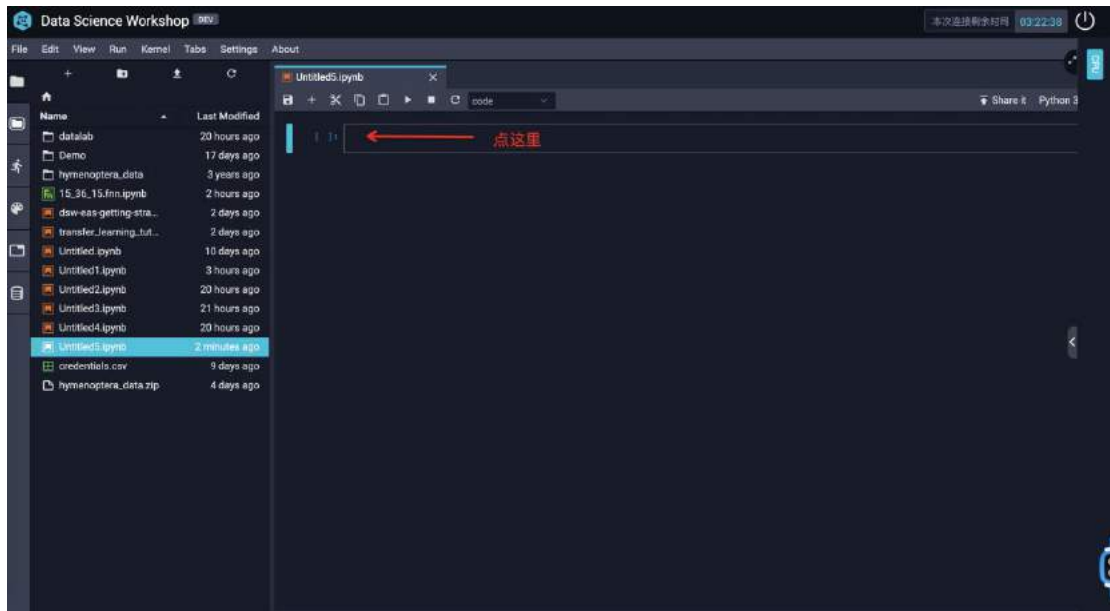 Data Science Workshop DEV
本次连接剩余时间 03:22:38
File Edit View Run Kernel Tabs Settings About
Untitled5.ipynb
code
Share it Python 3
CPU
Name Last Modified
datalab 20 hours ago
Demo 17 days ago
hymenoptera_data 3 years ago
15_36_15.fnn.ipynb 2 hours ago
dsw-eas-getting-stra... 2 days ago
transfer_learning_tut... 2 days ago
Untitled.ipynb 10 days ago
Untitled1.ipynb 3 hours ago
Untitled2.ipynb 20 hours ago
Untitled3.ipynb 21 hours ago
Untitled4.ipynb 20 hours ago
Untitled5.ipynb 2 minutes ago
credentials.csv 9 days ago
hymenoptera_data.zip 4 days ago
[ ]:
点这里